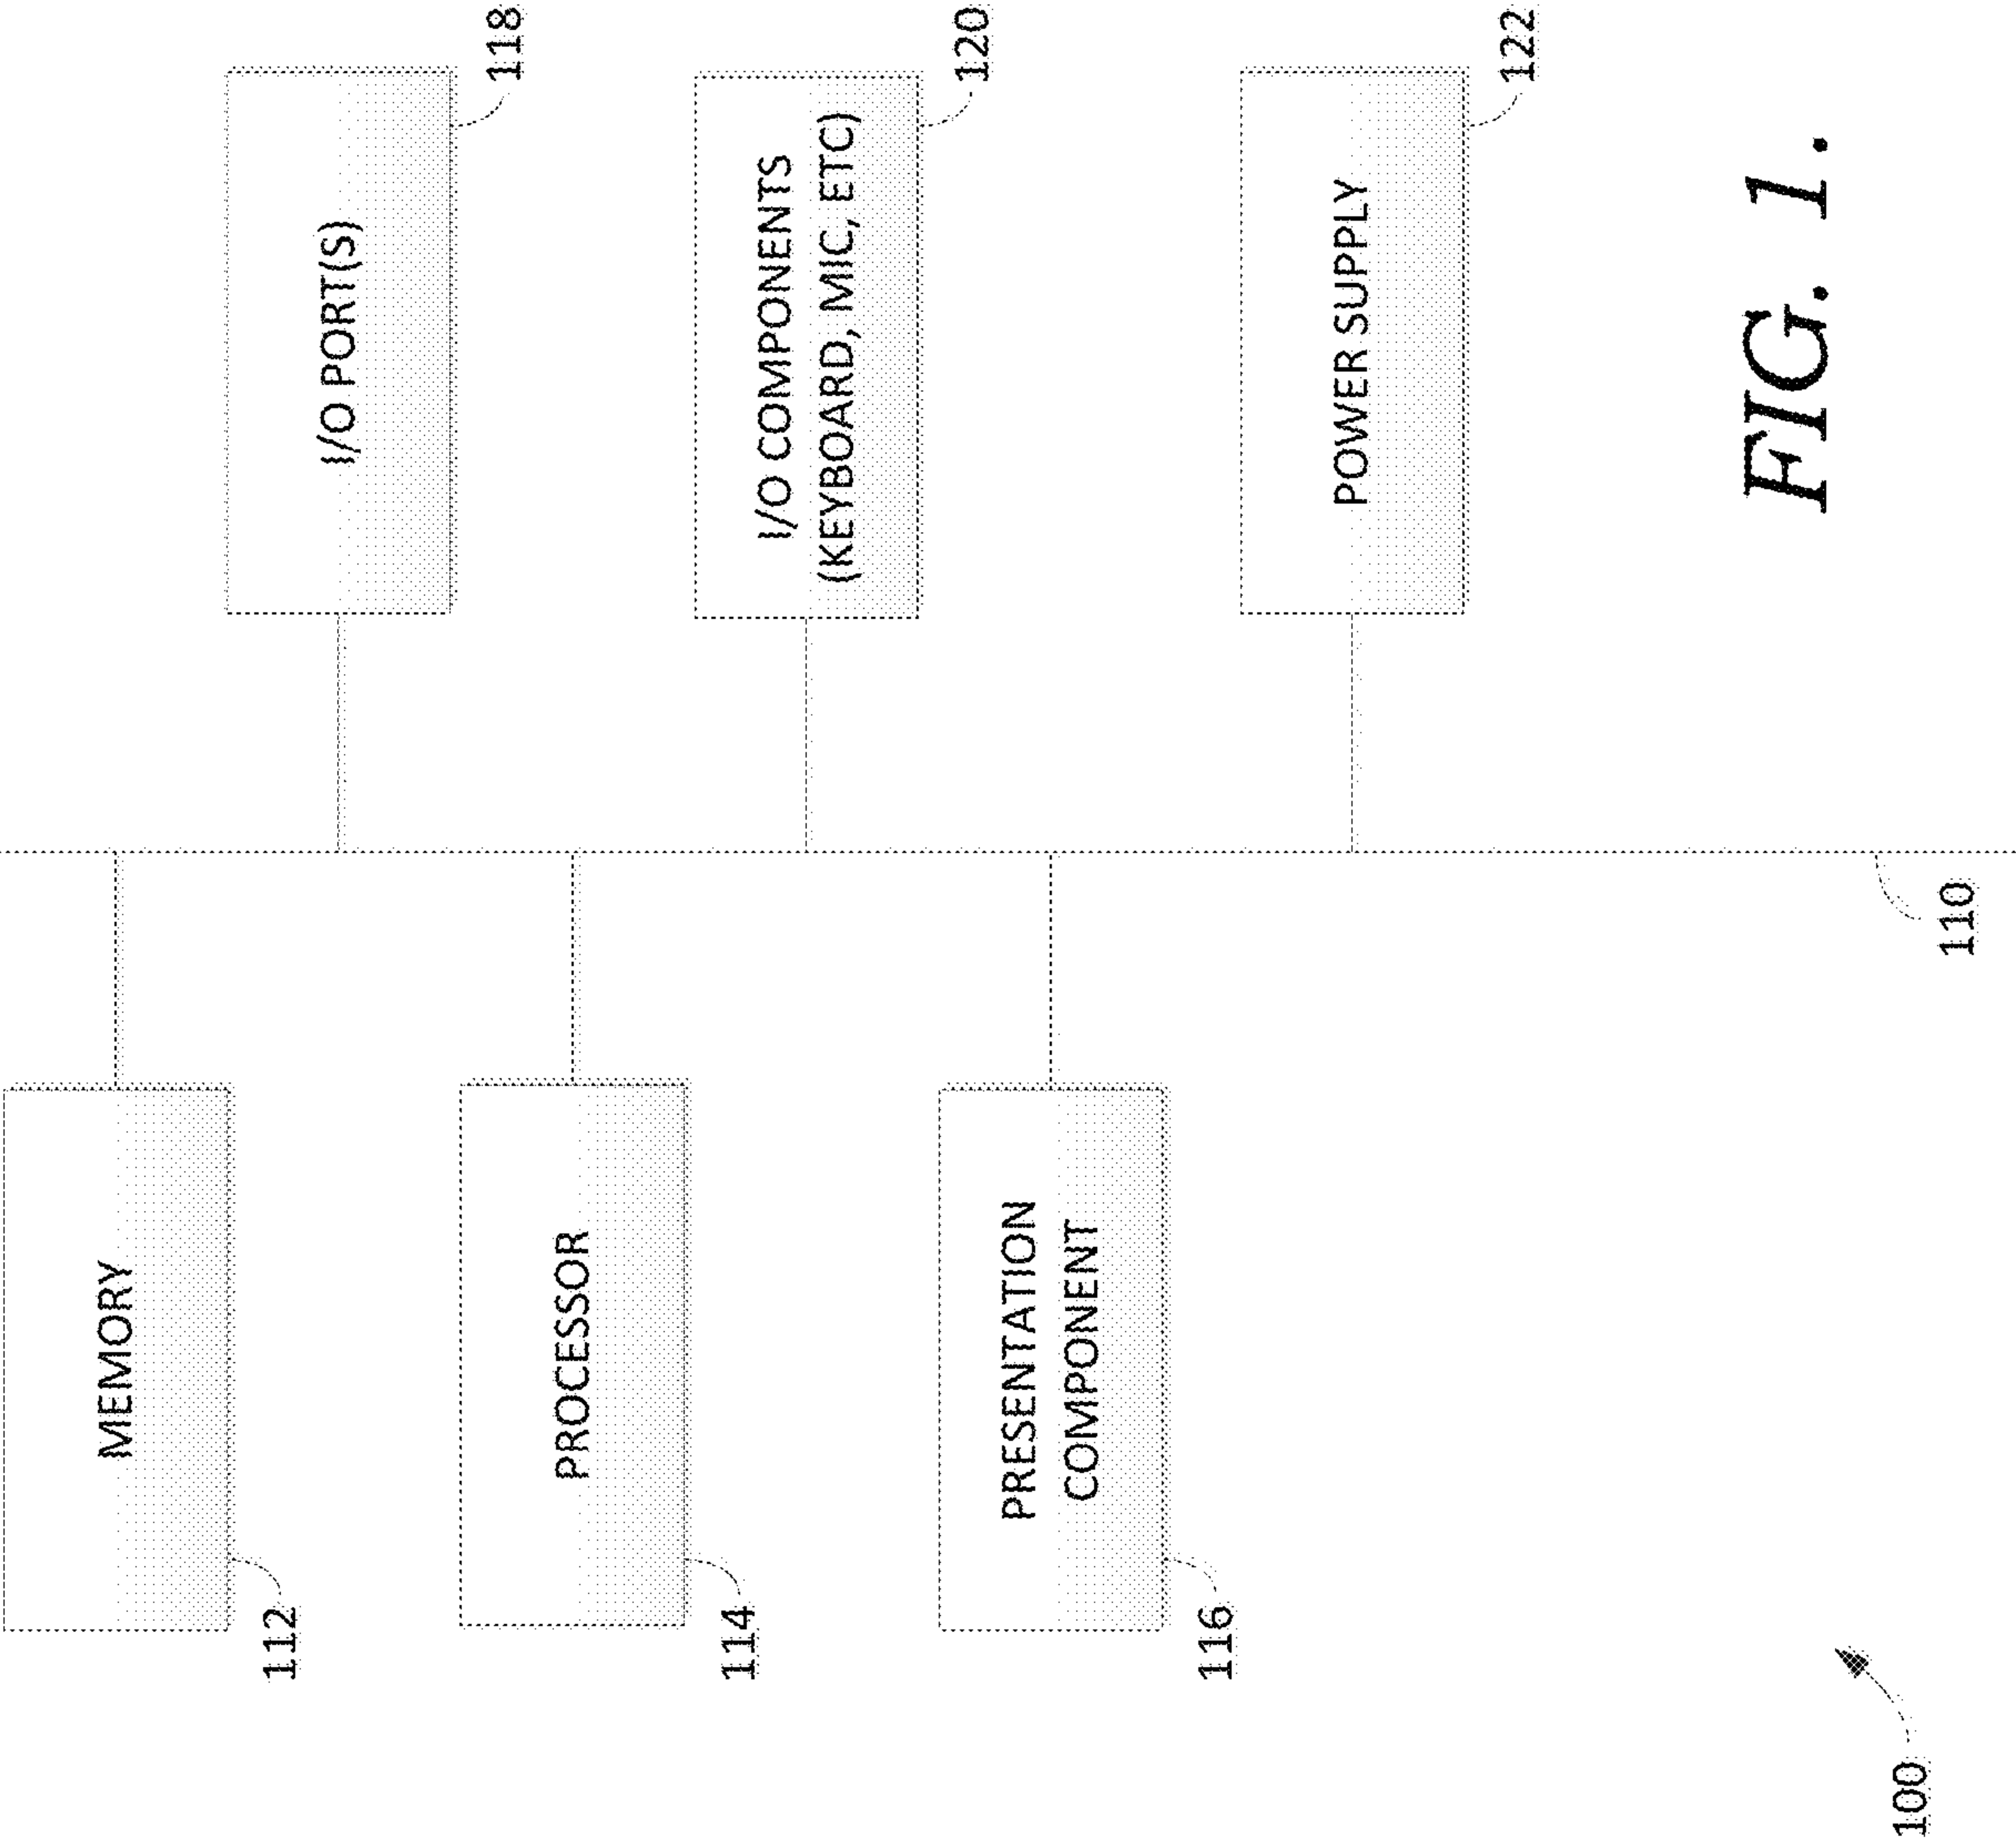 MEMORY
112
PROCESSOR
114
PRESENTATION
COMPONENT
116
100
I/O PORT(S)
118
I/O COMPONENTS
(KEYBOARD, MIC, ETC)
120
POWER SUPPLY
122
110
FIG. 1.